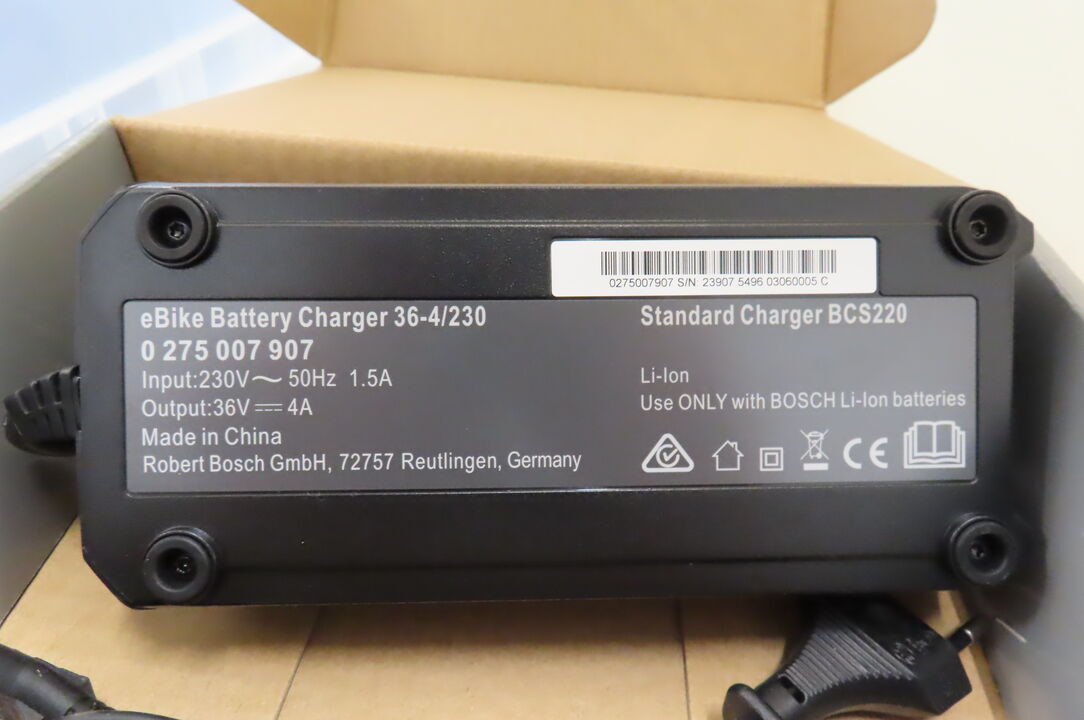 0275007907 S/N 23907 5496 03060005 C
eBike Battery Charger 36-4/230
0 275 007 907
Input:230V~ 50Hz 1.5A
Output:36V⎓4A
Made in China
Robert Bosch GmbH, 72757 Reutlingen, Germany
Standard Charger BCS220
Li-Ion
Use ONLY with BOSCH Li-Ion batteries
CE